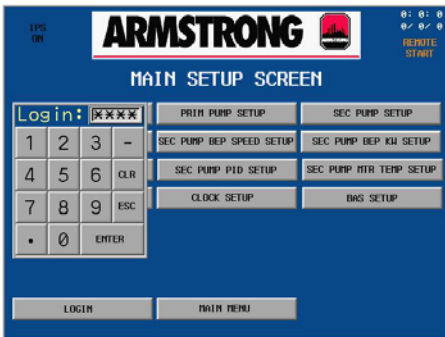 IPS
ON
ARMSTRONG
ARMSTRONG
0: 0: 0
0/ 0/ 0
REMOTE
START
MAIN SETUP SCREEN
Login: ****
1 2 3 -
4 5 6 CLR
7 8 9 ESC
. 0 ENTER
PRIM PUMP SETUP
SEC PUMP SETUP
SEC PUMP BEP SPEED SETUP
SEC PUMP BEP KW SETUP
SEC PUMP PID SETUP
SEC PUMP MTR TEMP SETUP
CLOCK SETUP
BAS SETUP
LOGIN
MAIN MENU